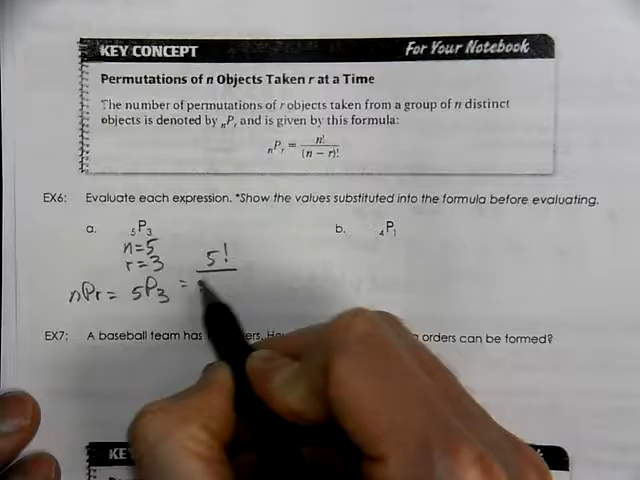 KEY CONCEPT For Your Notebook
Permutations of n Objects Taken r at a Time
The number of permutations of r objects taken from a group of n distinct
objects is denoted by nPr and is given by this formula:
nPr = n! / (n − r)!
EX6: Evaluate each expression. *Show the values substituted into the formula before evaluating.
a. 5P3 b. 4P1
n=5
r=3
nPr = 5P3 = 5!
EX7: A baseball team has orders can be formed?
KE